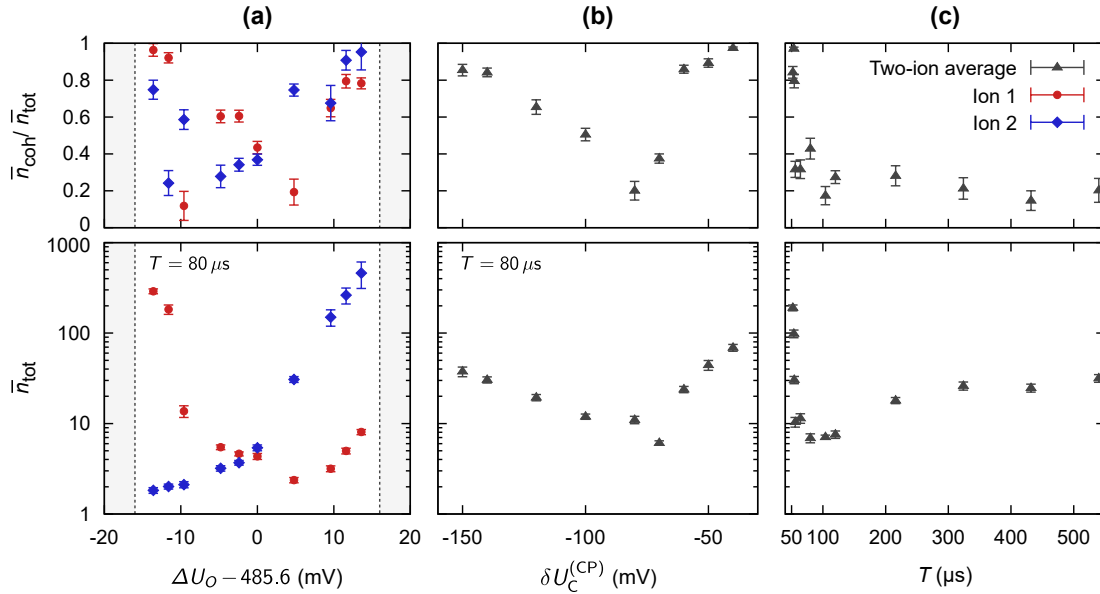 (a) (b) (c)
n̄coh/ n̄tot
1
0.8
0.6
0.4
0.2
0
Two-ion average
Ion 1
Ion 2
n̄tot
1000
100
10
1
T = 80 μs
T = 80 μs
-20 -10 0 10 20
-150 -100 -50
50 100 200 300 400 500
ΔU_O − 485.6 (mV)
δU_C^(CP) (mV)
T (μs)